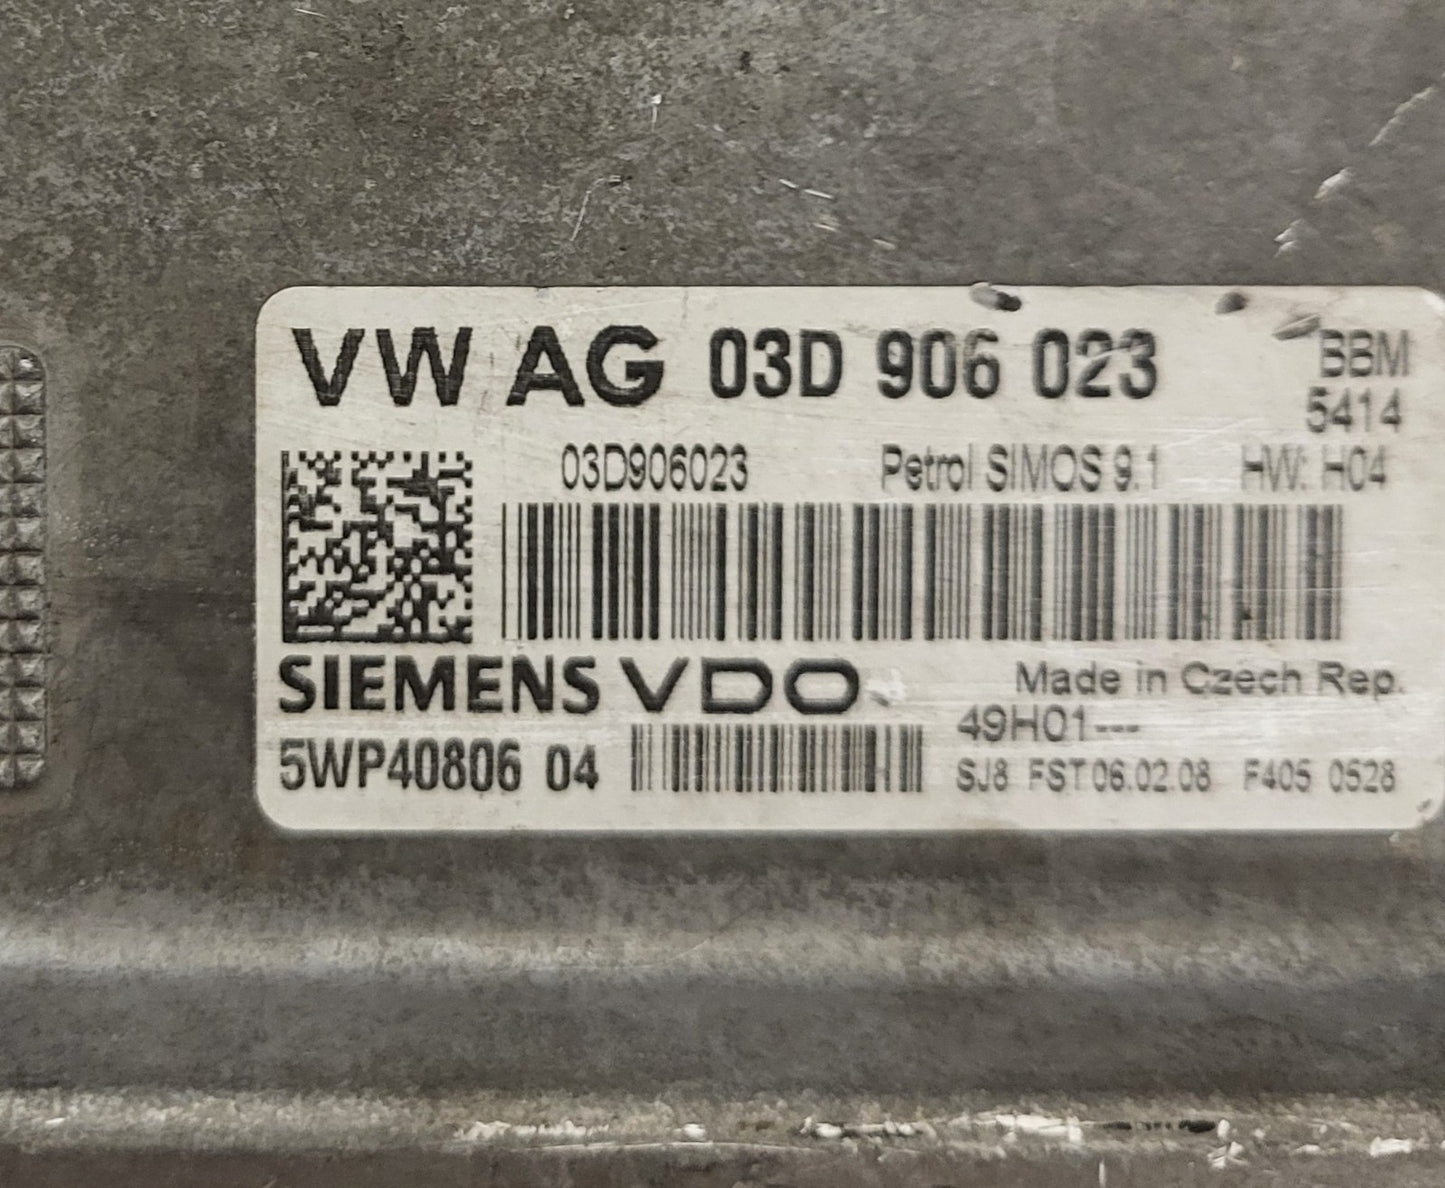 VW AG 03D 906 023 BBM
5414
03D906023 Petrol SIMOS 9.1 HW: H04
SIEMENS VDO Made in Czech Rep.
49H01---
5WP40806 04 SJ8 FST 06.02.08 F405 0528